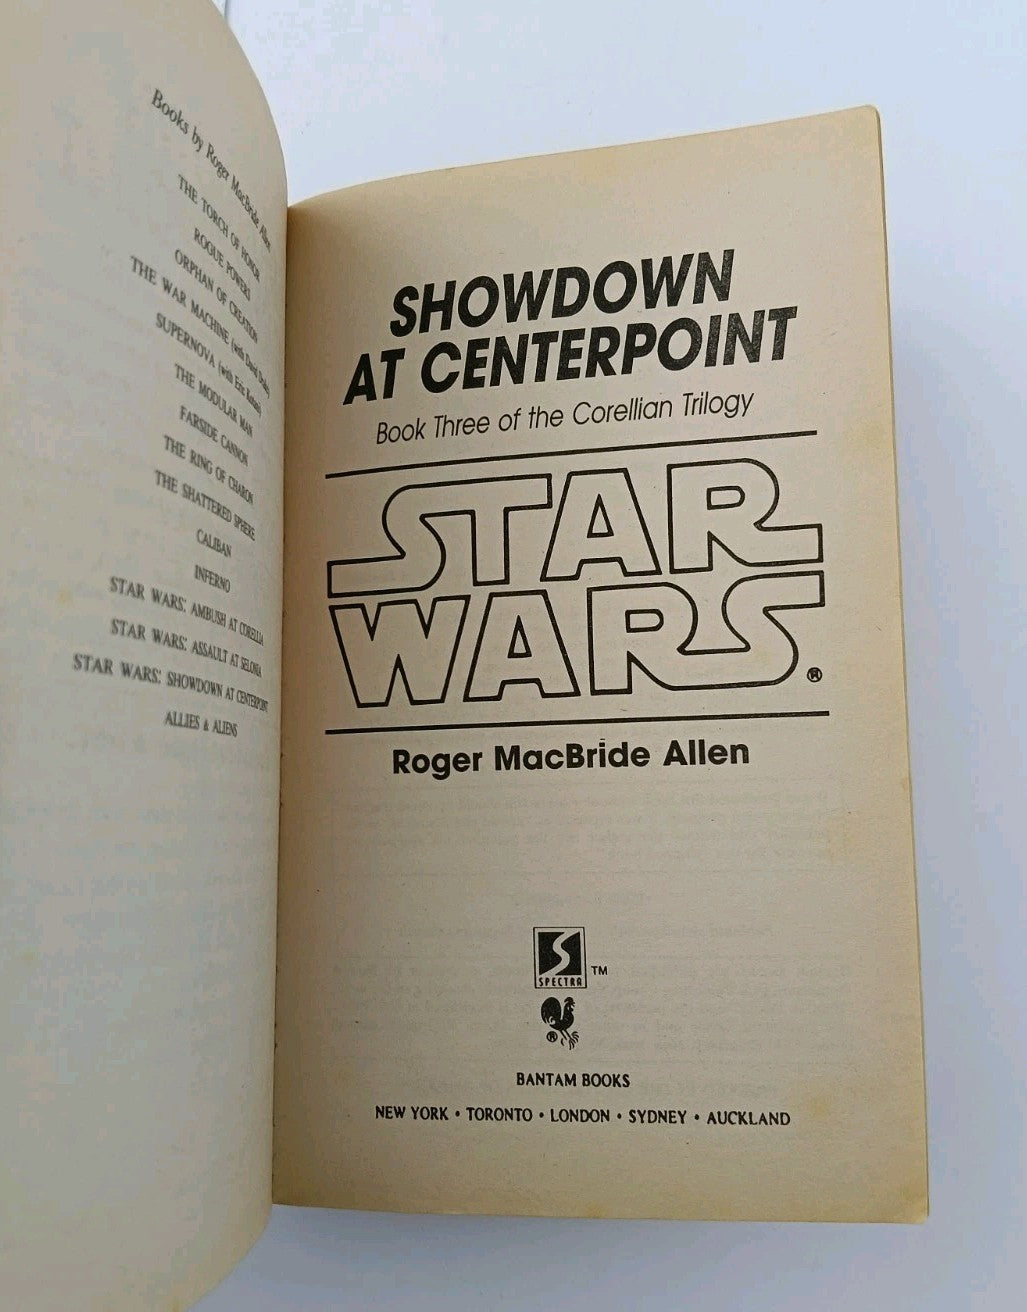 Books by Roger MacBride Allen
THE TORCH OF HONOR
ROGUE POWERS
ORPHAN OF CREATION
THE WAR MACHINE (with David Drake)
SUPERNOVA (with Eric Kotani)
THE MODULAR MAN
FARSIDE CANNON
THE RING OF CHARON
THE SHATTERED SPHERE
CALIBAN
INFERNO
STAR WARS: AMBUSH AT CORELLIA
STAR WARS: ASSAULT AT SELONIA
STAR WARS: SHOWDOWN AT CENTERPOINT
ALLIES & ALIENS
SHOWDOWN
AT CENTERPOINT
Book Three of the Corellian Trilogy
STAR
WARS®
Roger MacBride Allen
S
SPECTRA ™
®
BANTAM BOOKS
NEW YORK • TORONTO • LONDON • SYDNEY • AUCKLAND